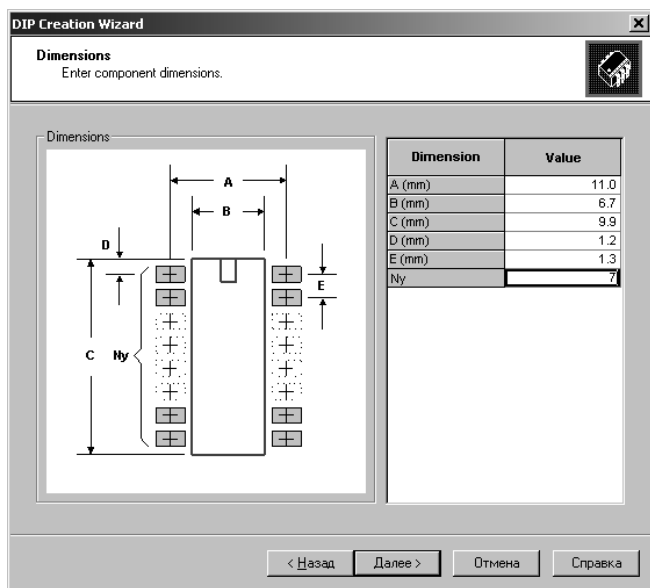 DIP Creation Wizard
Dimensions
Enter component dimensions.
Dimensions
A
B
D
E
C
Ny
Dimension Value
A (mm) 11.0
B (mm) 6.7
C (mm) 9.9
D (mm) 1.2
E (mm) 1.3
Ny 7
< Назад Далее > Отмена Справка